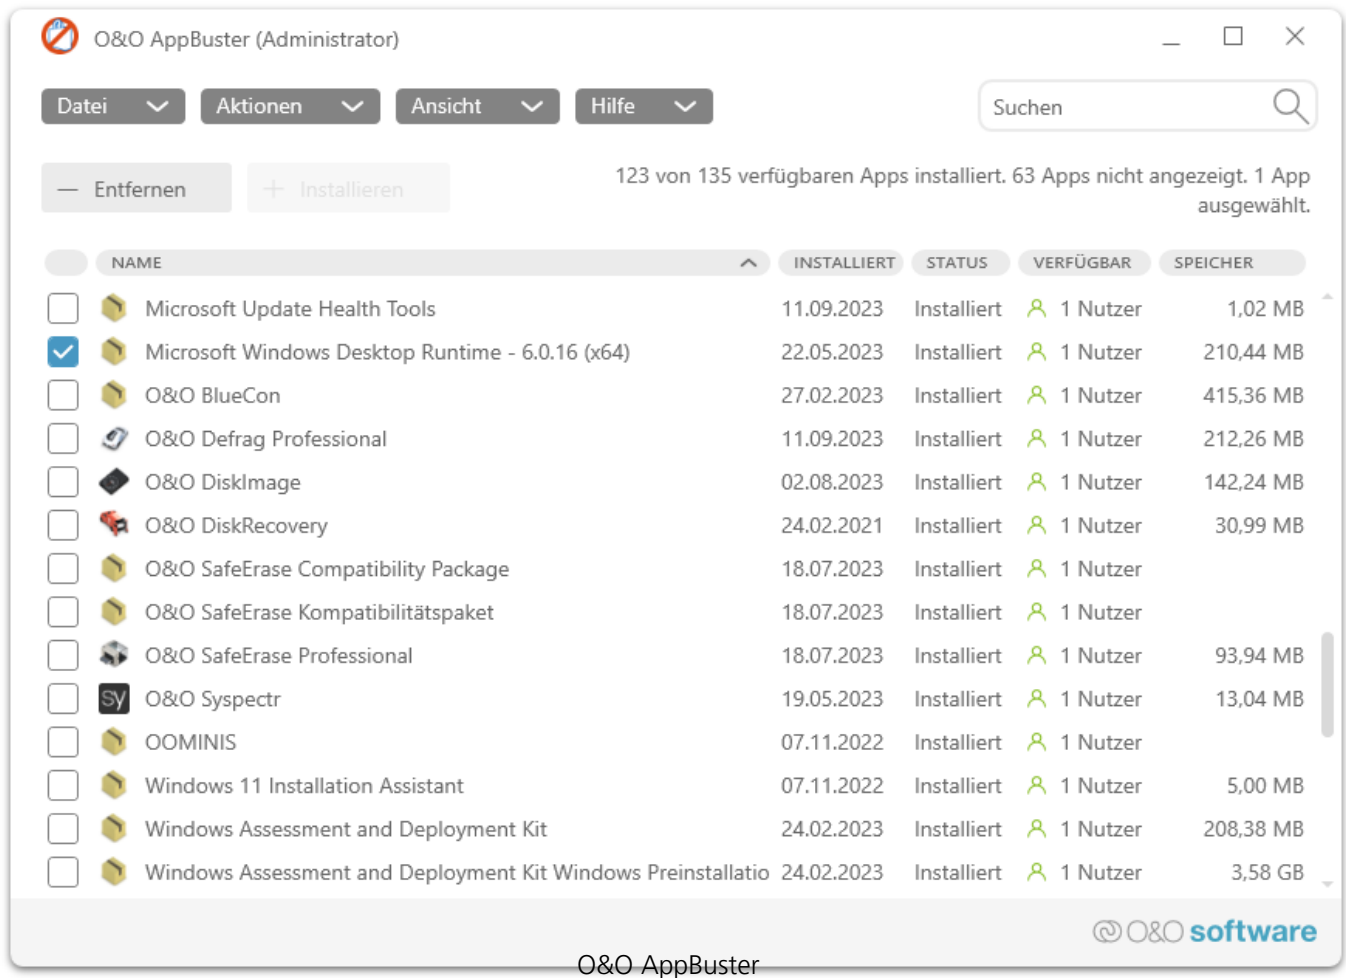 O&O AppBuster (Administrator)
Datei Aktionen Ansicht Hilfe Suchen
— Entfernen + Installieren
123 von 135 verfügbaren Apps installiert. 63 Apps nicht angezeigt. 1 App
ausgewählt.
NAME INSTALLIERT STATUS VERFÜGBAR SPEICHER
Microsoft Update Health Tools 11.09.2023 Installiert 1 Nutzer 1,02 MB
Microsoft Windows Desktop Runtime - 6.0.16 (x64) 22.05.2023 Installiert 1 Nutzer 210,44 MB
O&O BlueCon 27.02.2023 Installiert 1 Nutzer 415,36 MB
O&O Defrag Professional 11.09.2023 Installiert 1 Nutzer 212,26 MB
O&O DiskImage 02.08.2023 Installiert 1 Nutzer 142,24 MB
O&O DiskRecovery 24.02.2021 Installiert 1 Nutzer 30,99 MB
O&O SafeErase Compatibility Package 18.07.2023 Installiert 1 Nutzer
O&O SafeErase Kompatibilitätspaket 18.07.2023 Installiert 1 Nutzer
O&O SafeErase Professional 18.07.2023 Installiert 1 Nutzer 93,94 MB
sy O&O Syspectr 19.05.2023 Installiert 1 Nutzer 13,04 MB
OOMINIS 07.11.2022 Installiert 1 Nutzer
Windows 11 Installation Assistant 07.11.2022 Installiert 1 Nutzer 5,00 MB
Windows Assessment and Deployment Kit 24.02.2023 Installiert 1 Nutzer 208,38 MB
Windows Assessment and Deployment Kit Windows Preinstallatio 24.02.2023 Installiert 1 Nutzer 3,58 GB
O&O software
O&O AppBuster